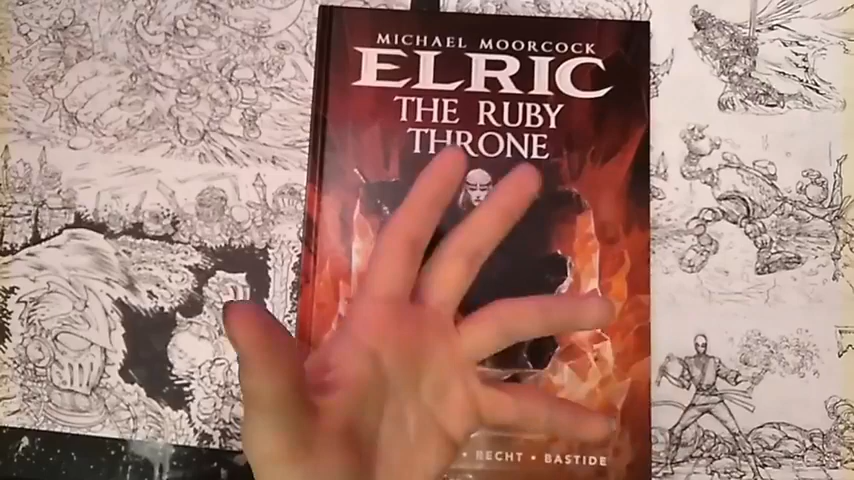 MICHAEL MOORCOCK
ELRIC
THE RUBY
THRONE
• RECHT • BASTIDE